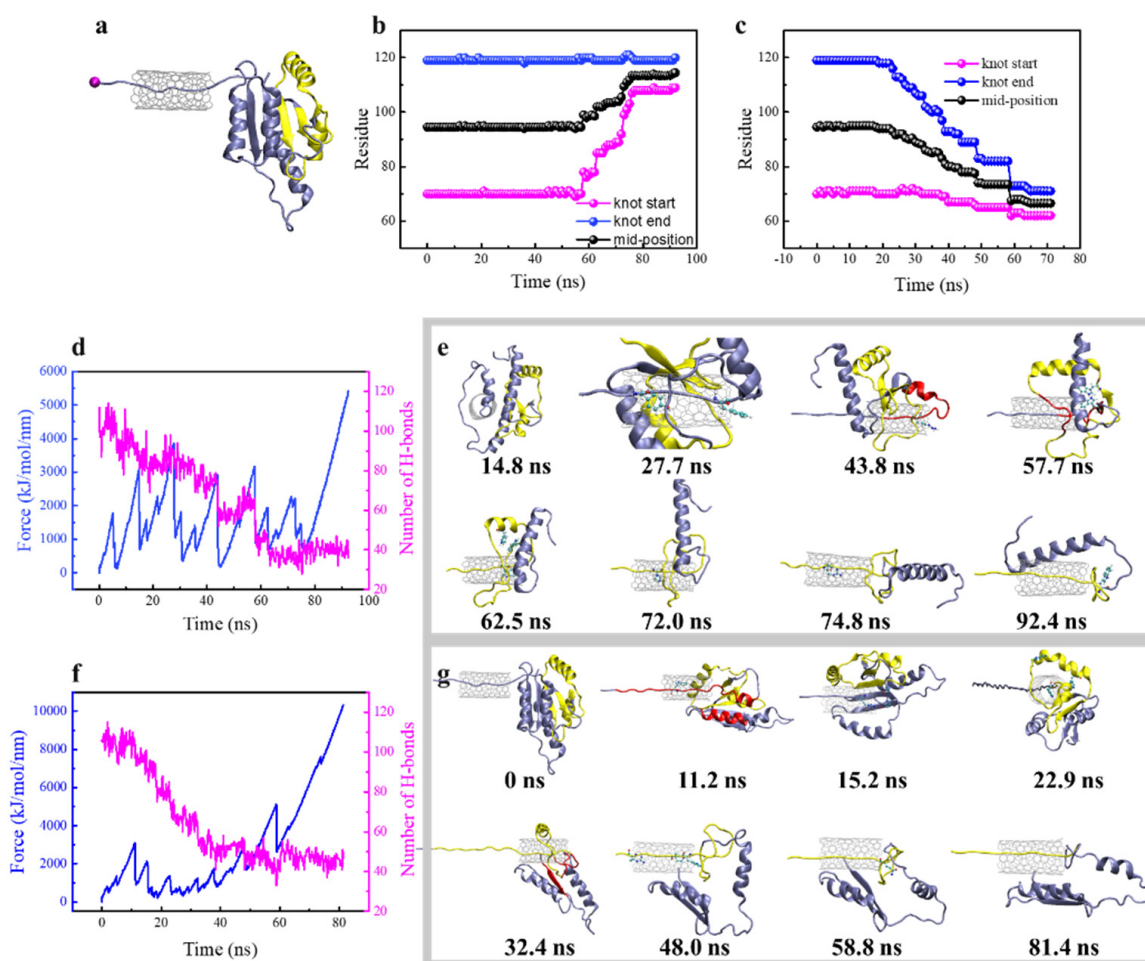 a
b
120
100
80
60
Residue
0 20 40 60 80 100
Time (ns)
knot start
knot end
mid-position
c
120
100
80
60
Residue
-10 0 10 20 30 40 50 60 70 80
Time (ns)
knot start
knot end
mid-position
d
6000
5000
4000
3000
2000
1000
0
Force (kJ/mol/nm)
120
100
80
60
40
20
Number of H-bonds
0 20 40 60 80 100
Time (ns)
e
14.8 ns 27.7 ns 43.8 ns 57.7 ns
62.5 ns 72.0 ns 74.8 ns 92.4 ns
f
10000
8000
6000
4000
2000
0
Force (kJ/mol/nm)
120
100
80
60
40
20
Number of H-bonds
0 20 40 60 80
Time (ns)
g
0 ns 11.2 ns 15.2 ns 22.9 ns
32.4 ns 48.0 ns 58.8 ns 81.4 ns